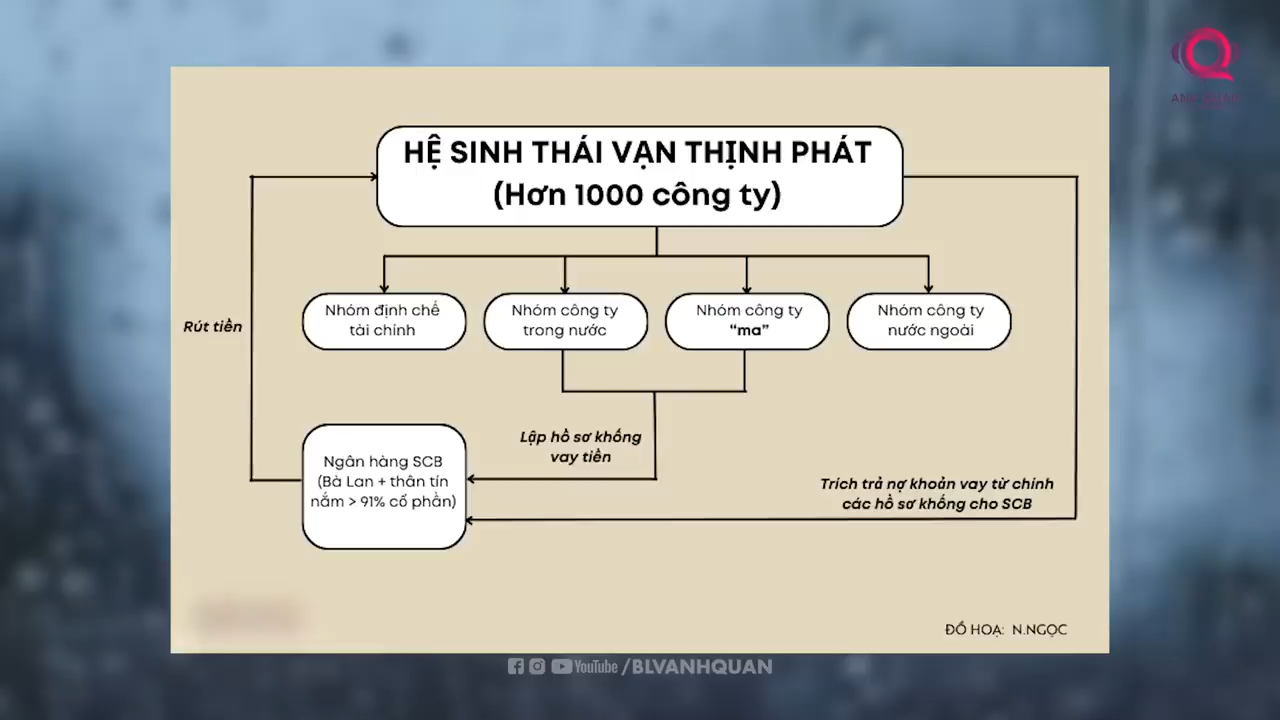 HỆ SINH THÁI VẠN THỊNH PHÁT
(Hơn 1000 công ty)
Nhóm định chế
tài chính
Nhóm công ty
trong nước
Nhóm công ty
“ma”
Nhóm công ty
nước ngoài
Rút tiền
Lập hồ sơ khống
vay tiền
Ngân hàng SCB
(Bà Lan + thân tín
nắm > 91% cổ phần)
Trích trả nợ khoản vay từ chính
các hồ sơ khống cho SCB
ĐỒ HOẠ: N.NGỌC
YouTube /BLVANHQUAN